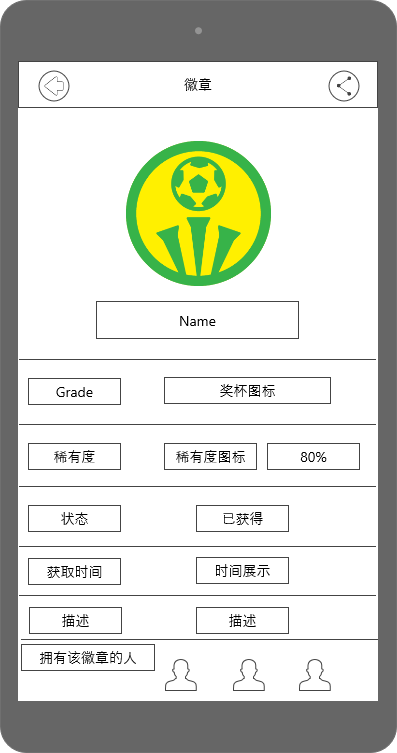 徽章
Name
Grade 奖杯图标
稀有度 稀有度图标 80%
状态 已获得
获取时间 时间展示
描述 描述
拥有该徽章的人